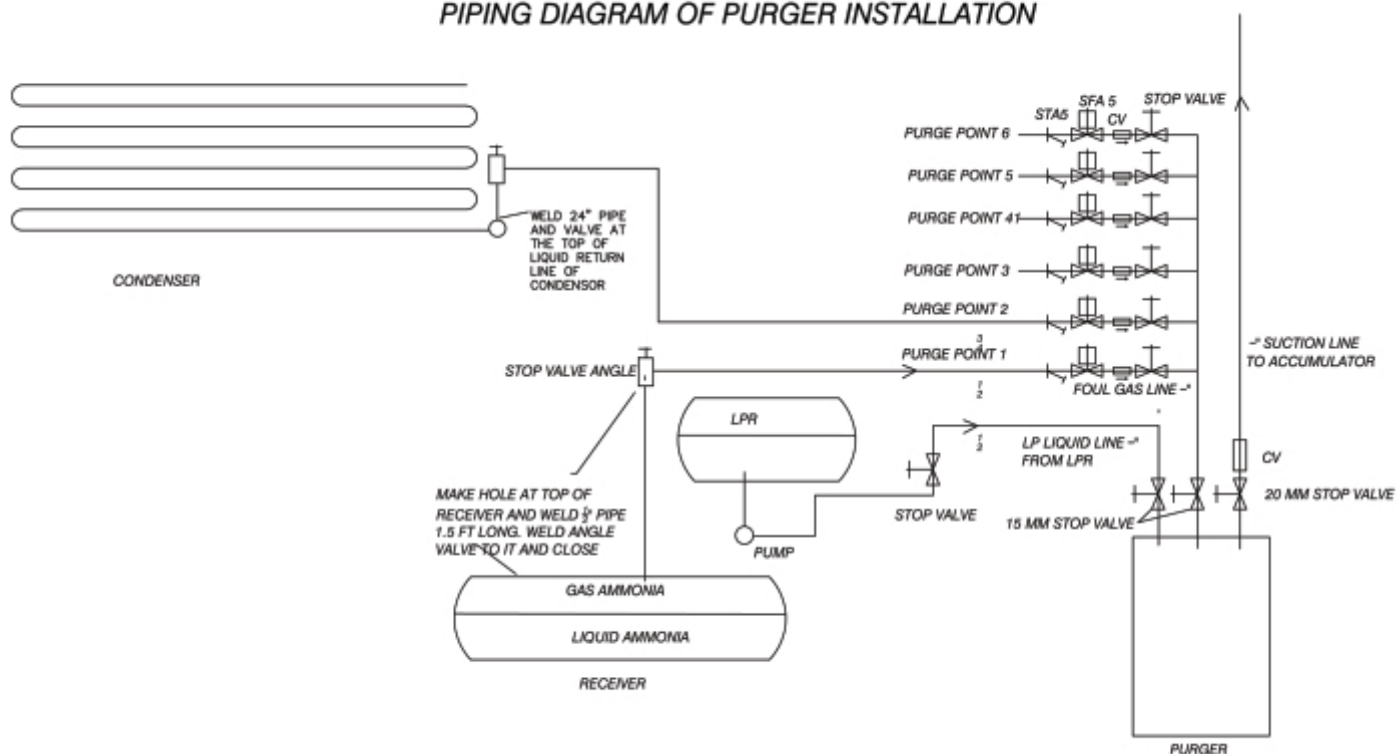 PIPING DIAGRAM OF PURGER INSTALLATION
SFA 5
STOP VALVE
STA5
CV
PURGE POINT 6
PURGE POINT 5
PURGE POINT 41
PURGE POINT 3
PURGE POINT 2
PURGE POINT 1
WELD 24" PIPE
AND VALVE AT
THE TOP OF
LIQUID RETURN
LINE OF
CONDENSOR
CONDENSER
STOP VALVE ANGLE
1
2
FOUL GAS LINE -"
-" SUCTION LINE
TO ACCUMULATOR
LPR
1
2
LP LIQUID LINE -"
FROM LPR
CV
20 MM STOP VALVE
15 MM STOP VALVE
STOP VALVE
PUMP
MAKE HOLE AT TOP OF
RECEIVER AND WELD PIPE
1.5 FT LONG. WELD ANGLE
VALVE TO IT AND CLOSE
GAS AMMONIA
LIQUID AMMONIA
RECEIVER
PURGER